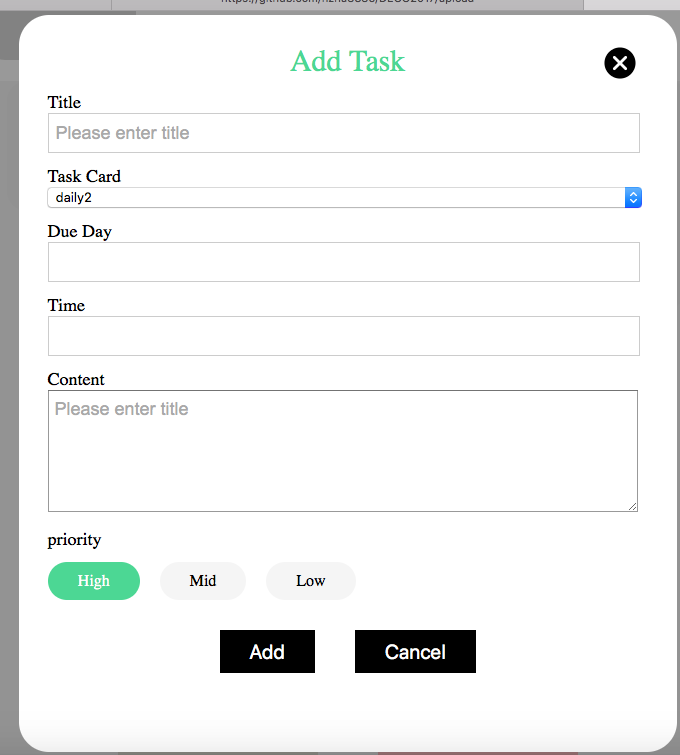 Add Task
Title
Please enter title
Task Card
daily2
Due Day
Time
Content
Please enter title
priority
High
Mid
Low
Add
Cancel